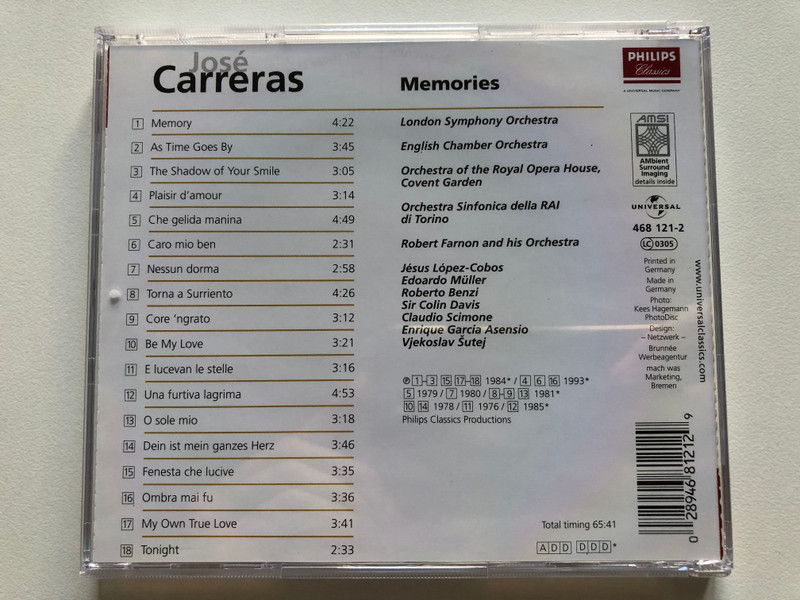 José
Carreras
1 Memory 4:22
2 As Time Goes By 3:45
3 The Shadow of Your Smile 3:05
4 Plaisir d'amour 3:14
5 Che gelida manina 4:49
6 Caro mio ben 2:31
7 Nessun dorma 2:58
8 Torna a Surriento 4:26
9 Core 'ngrato 3:12
10 Be My Love 3:21
11 E lucevan le stelle 3:16
12 Una furtiva lagrima 4:53
13 O sole mio 3:18
14 Dein ist mein ganzes Herz 3:46
15 Fenesta che lucive 3:35
16 Ombra mai fu 3:36
17 My Own True Love 3:41
18 Tonight 2:33
Memories
London Symphony Orchestra
English Chamber Orchestra
Orchestra of the Royal Opera House,
Covent Garden
Orchestra Sinfonica della RAI
di Torino
Robert Farnon and his Orchestra
Jésus López-Cobos
Edoardo Müller
Roberto Benzi
Sir Colin Davis
Claudio Scimone
Enrique Garcia Asensio
Vjekoslav Šutej
℗ 1–3 15 17–18 1984* / 4 6 16 1993*
5 1979 / 7 1980 / 8–9 13 1981*
10 14 1978 / 11 1976 / 12 1985*
Philips Classics Productions
Total timing 65:41
ADD DDD*
PHILIPS
Classics
A UNIVERSAL MUSIC COMPANY
AMSI
AMbient
Surround
Imaging
details inside
UNIVERSAL
468 121-2
LC 0305
Printed in
Germany
Made in
Germany
Photo:
Kees Hagemann
PhotoDisc
Design:
– Netzwerk –
Brunnée
Werbeagentur
mach was
Marketing,
Bremen
www.universalclassics.com
0 28946 81212 9